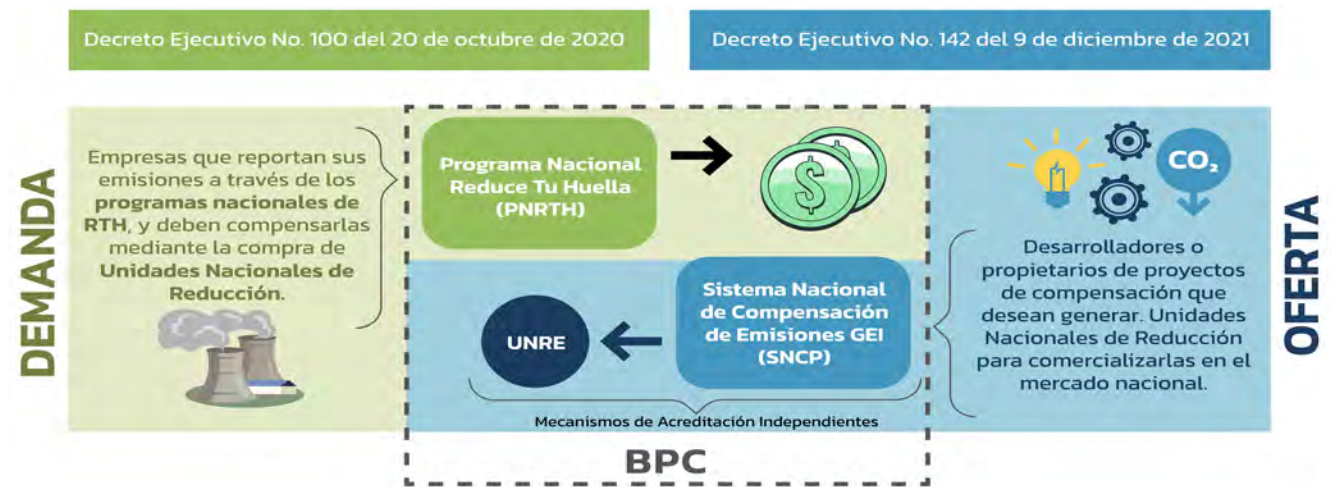 Decreto Ejecutivo No. 100 del 20 de octubre de 2020
Decreto Ejecutivo No. 142 del 9 de diciembre de 2021
DEMANDA
Empresas que reportan sus
emisiones a través de los
programas nacionales de
RTH, y deben compensarlas
mediante la compra de
Unidades Nacionales de
Reducción.
Programa Nacional
Reduce Tu Huella
(PNRTH)
$
UNRE
Sistema Nacional
de Compensación
de Emisiones GEI
(SNCP)
Mecanismos de Acreditación Independientes
BPC
CO₂
Desarrolladores o
propietarios de proyectos
de compensación que
desean generar. Unidades
Nacionales de Reducción
para comercializarlas en el
mercado nacional.
OFERTA